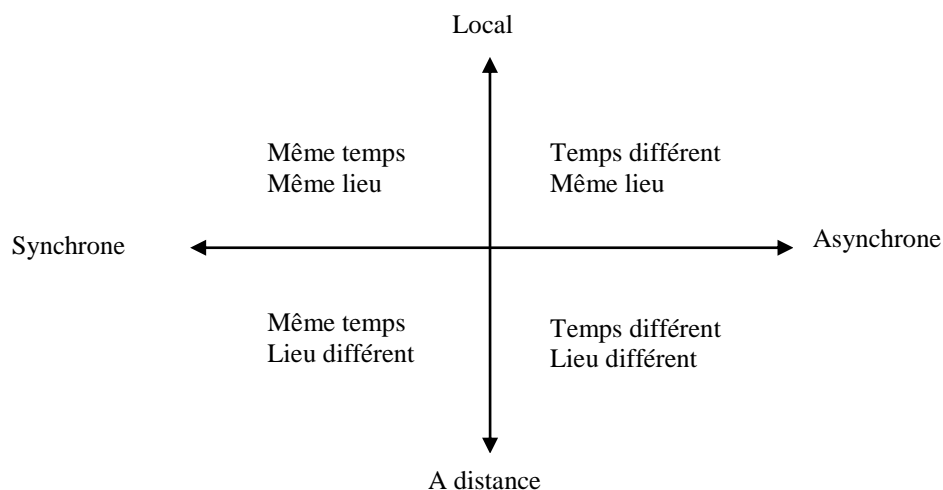 Local
Même temps
Même lieu
Temps différent
Même lieu
Synchrone
Asynchrone
Même temps
Lieu différent
Temps différent
Lieu différent
A distance